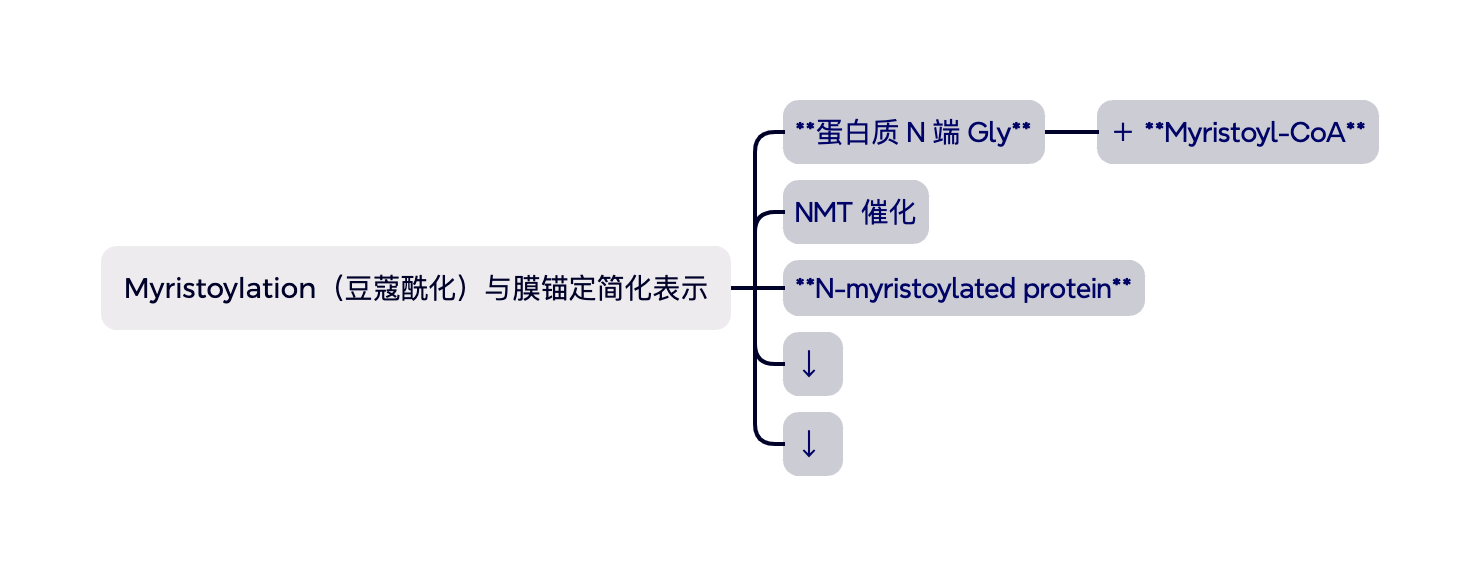 **蛋白质 N 端 Gly**
+ **Myristoyl-CoA**
NMT 催化
Myristoylation（豆蔻酰化）与膜锚定简化表示
**N-myristoylated protein**
↓
↓